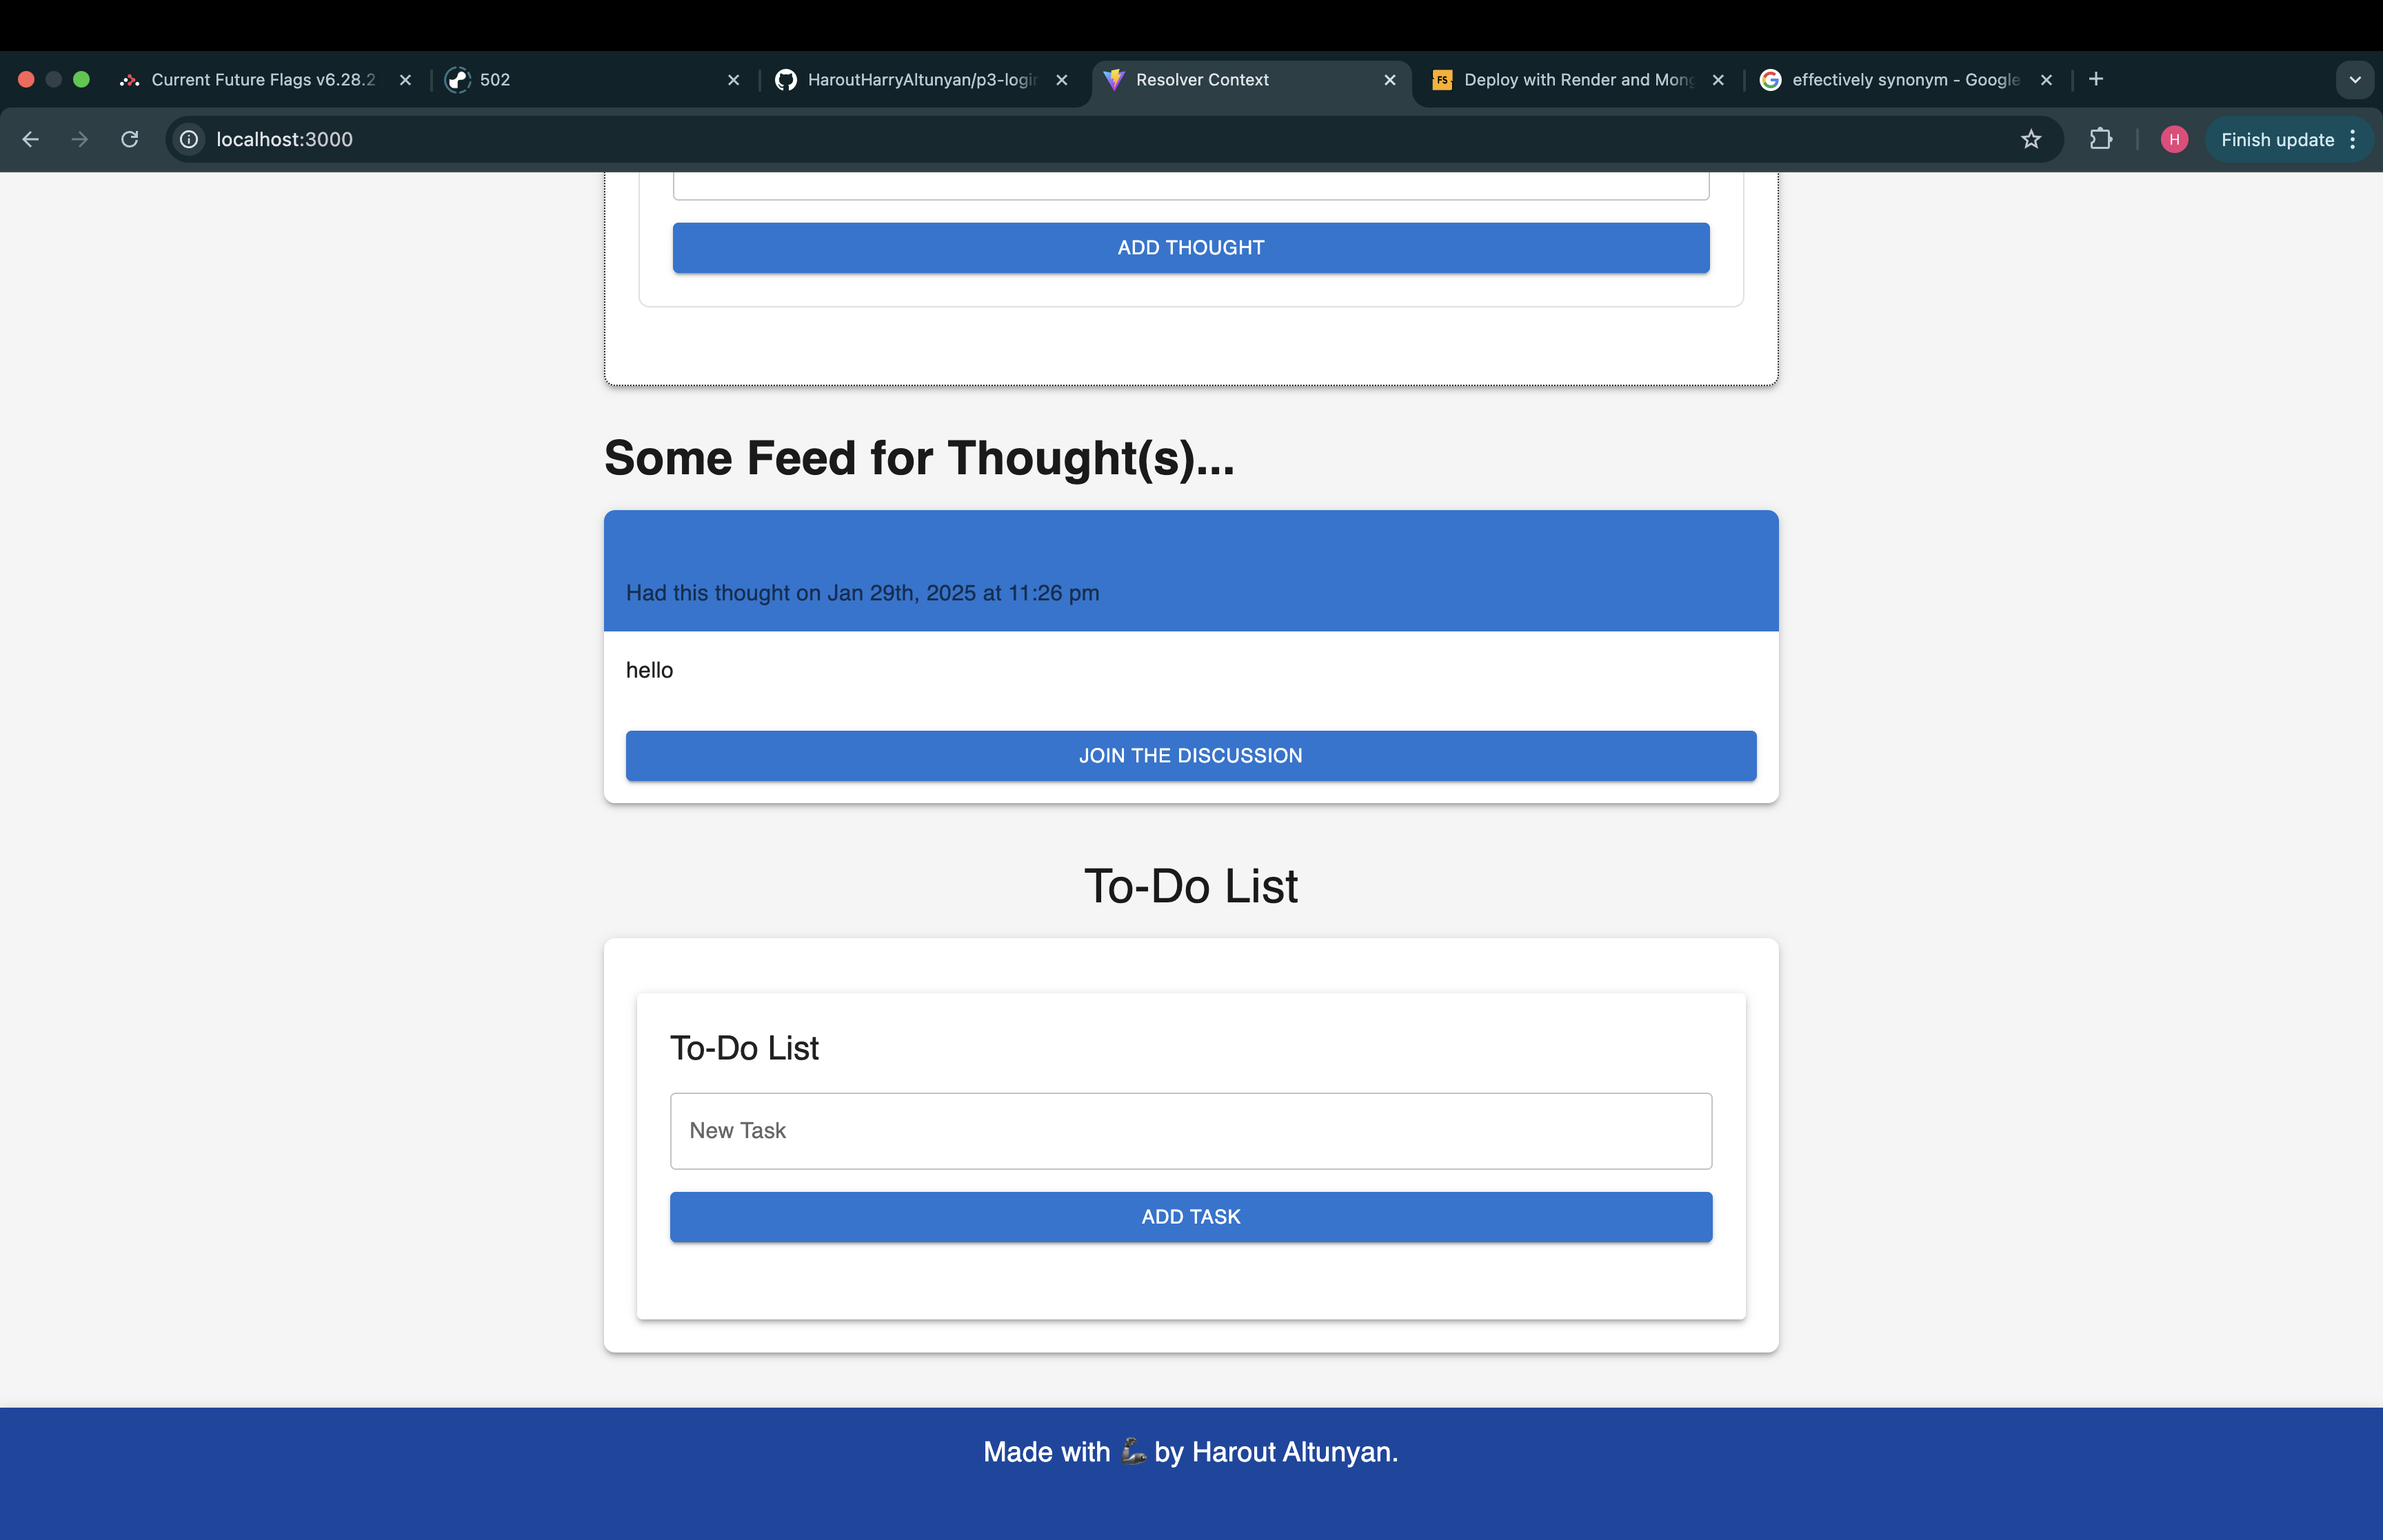 Current Future Flags v6.28.2
502
HaroutHarryAltunyan/p3-login
Resolver Context
Deploy with Render and Mong
effectively synonym - Google
localhost:3000
H
Finish update
ADD THOUGHT
Some Feed for Thought(s)...
Had this thought on Jan 29th, 2025 at 11:26 pm
hello
JOIN THE DISCUSSION
To-Do List
To-Do List
New Task
ADD TASK
Made with 🦾 by Harout Altunyan.